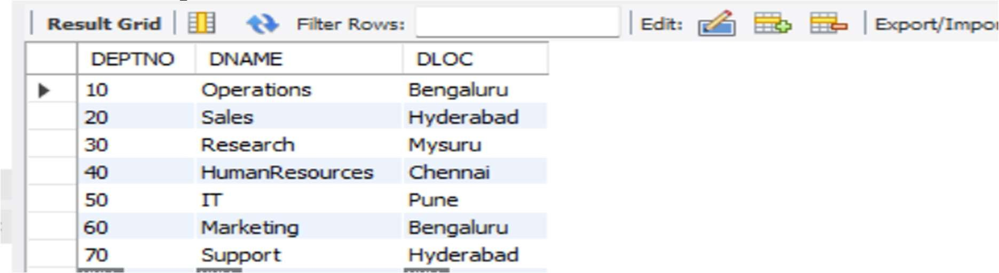 Result Grid Filter Rows: Edit: Export/Impor
DEPTNO DNAME DLOC
10 Operations Bengaluru
20 Sales Hyderabad
30 Research Mysuru
40 HumanResources Chennai
50 IT Pune
60 Marketing Bengaluru
70 Support Hyderabad